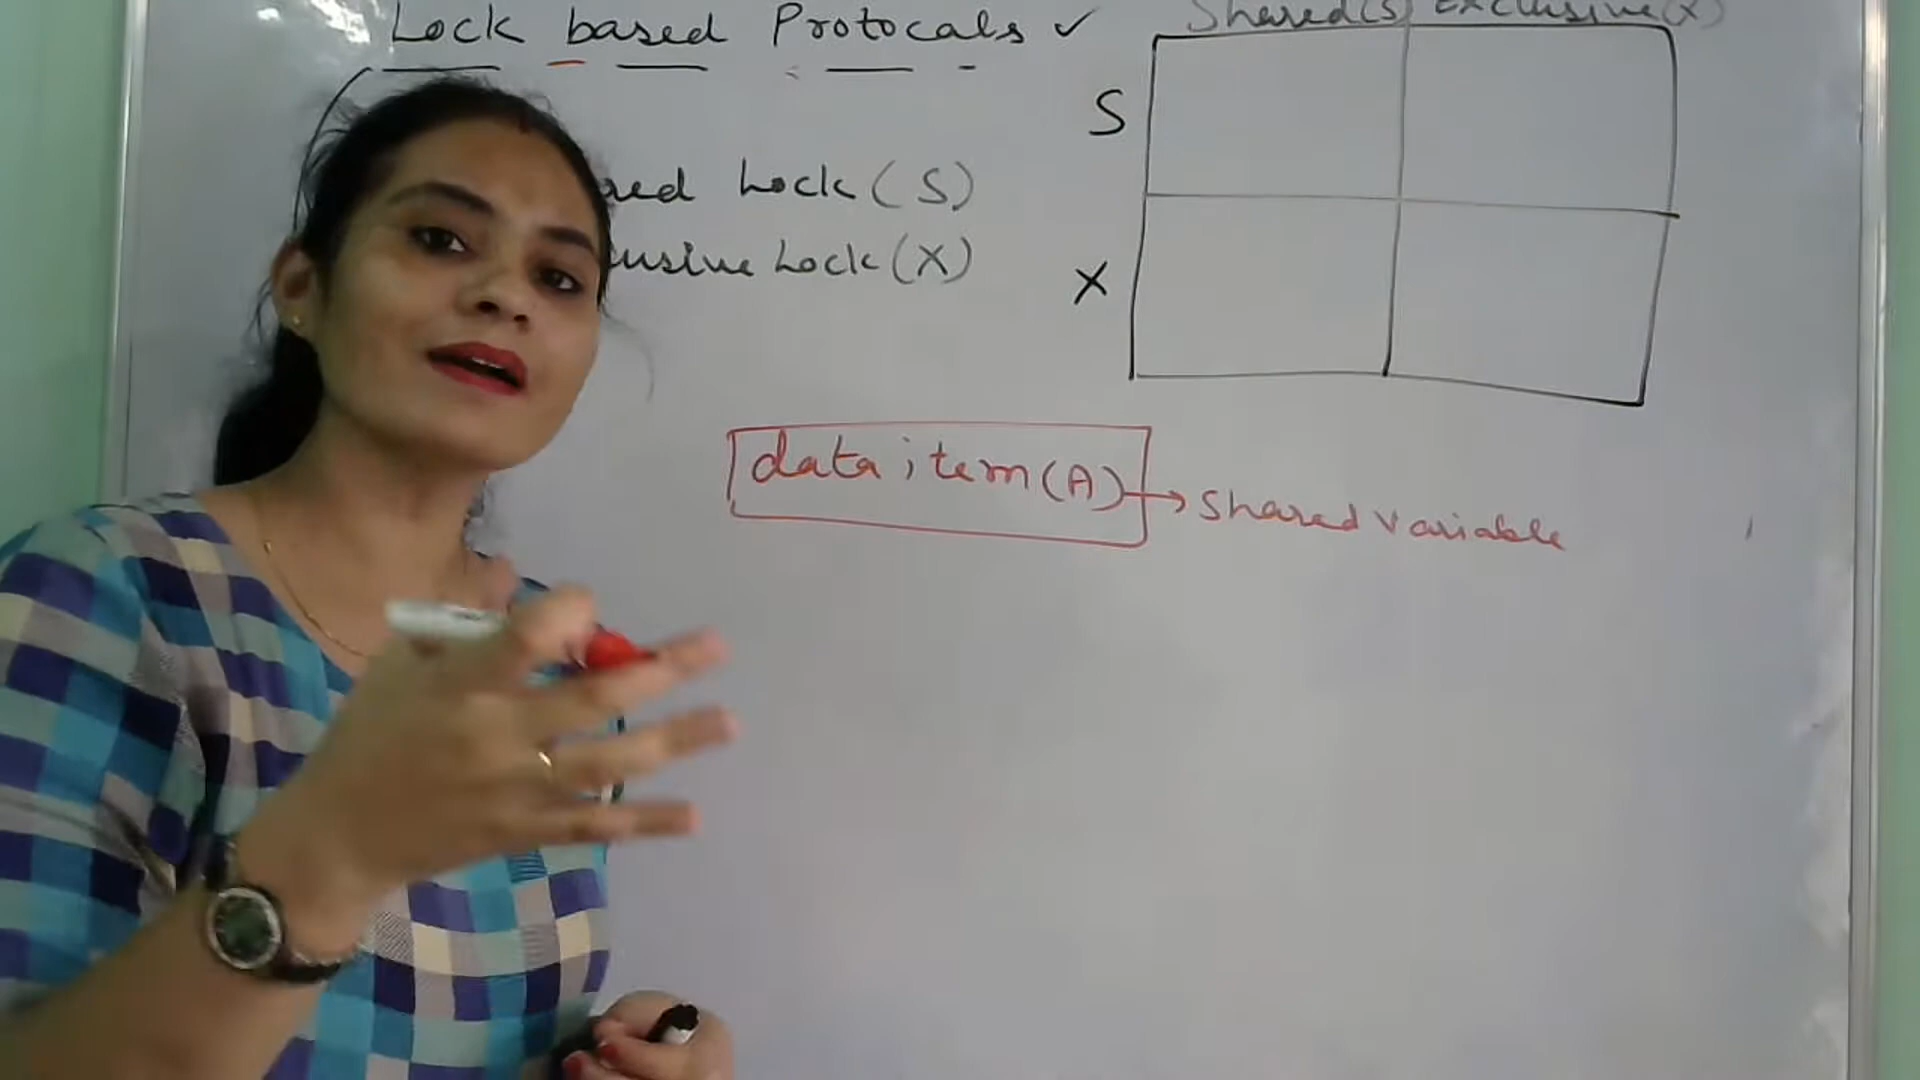 Lock based Protocals ✓
Shared(S) Exclusive(X)
S
Lock (S)
Lock (X)
X
data item (A) → Shared Variable